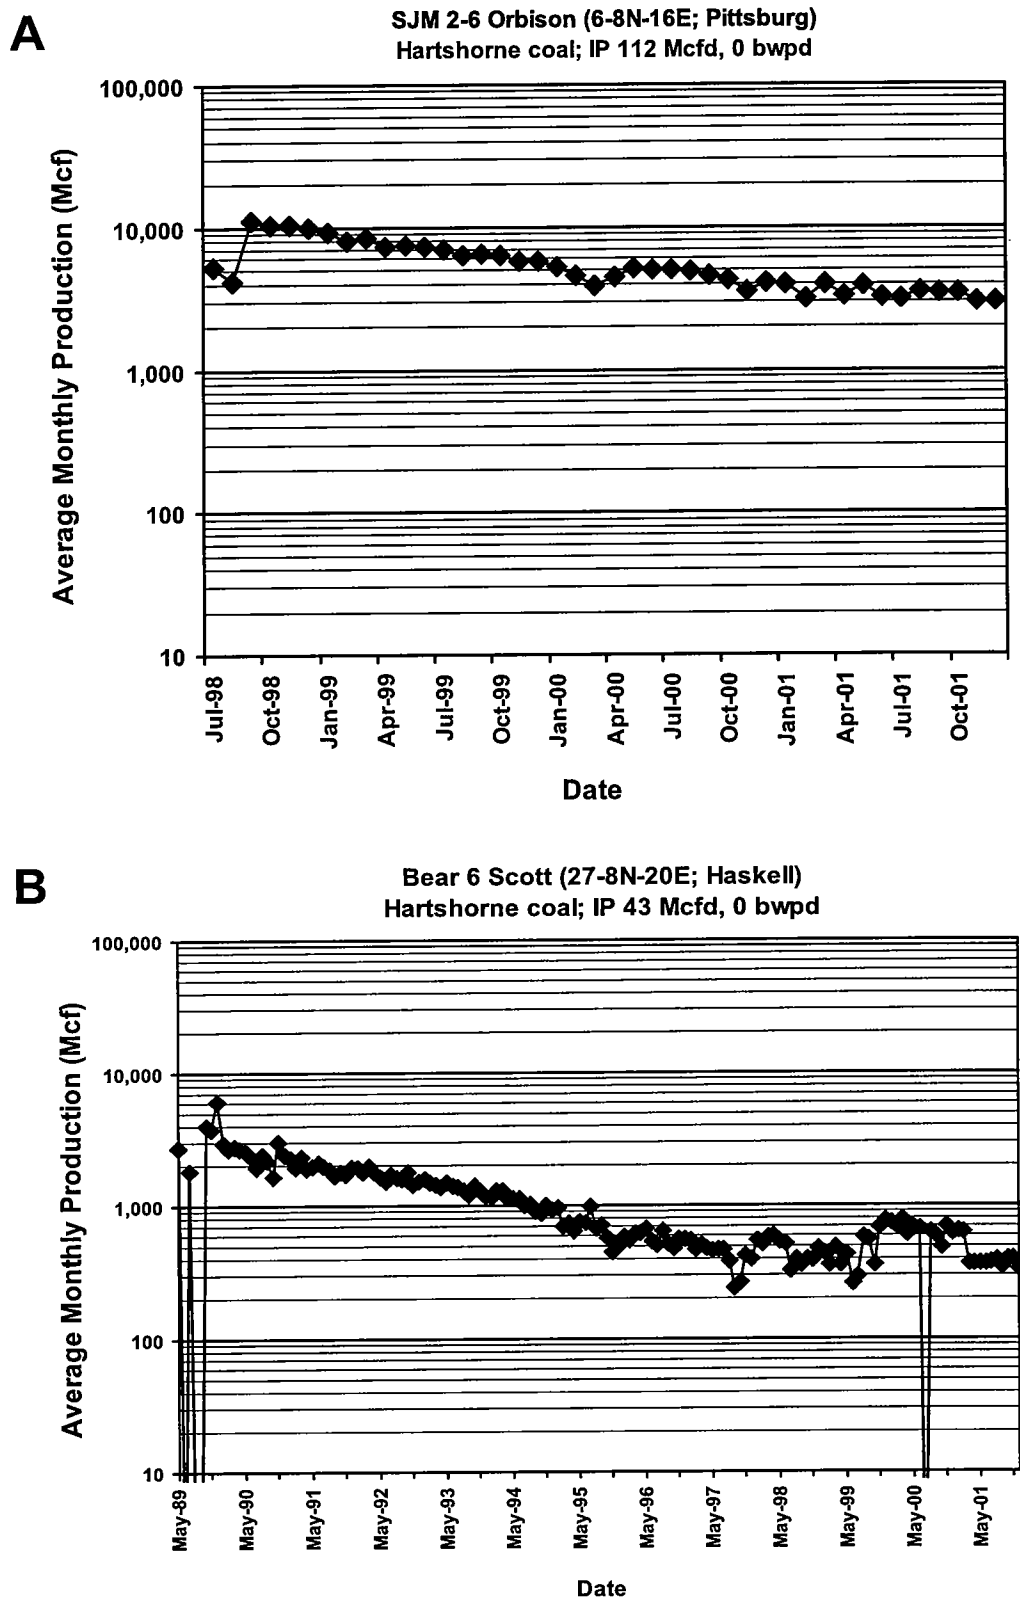 A
SJM 2-6 Orbison (6-8N-16E; Pittsburg)
Hartshorne coal; IP 112 Mcfd, 0 bwpd
Average Monthly Production (Mcf)
100,000
10,000
1,000
100
10
Jul-98
Oct-98
Jan-99
Apr-99
Jul-99
Oct-99
Jan-00
Apr-00
Jul-00
Oct-00
Jan-01
Apr-01
Jul-01
Oct-01
Date
B
Bear 6 Scott (27-8N-20E; Haskell)
Hartshorne coal; IP 43 Mcfd, 0 bwpd
Average Monthly Production (Mcf)
100,000
10,000
1,000
100
10
May-89
May-90
May-91
May-92
May-93
May-94
May-95
May-96
May-97
May-98
May-99
May-00
May-01
Date